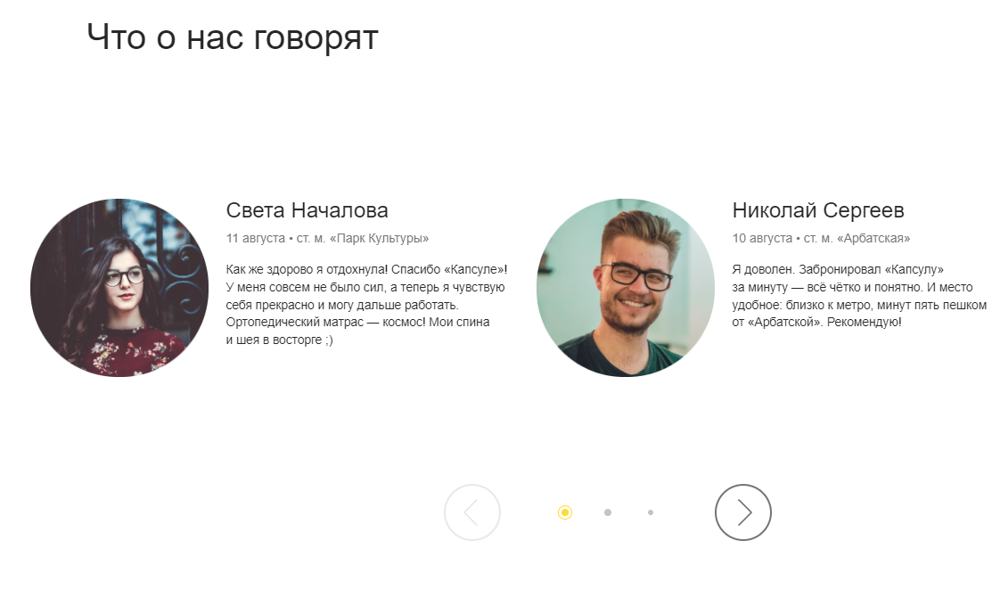 Что о нас говорят
Света Началова
11 августа • ст. м. «Парк Культуры»
Как же здорово я отдохнула! Спасибо «Капсуле»!
У меня совсем не было сил, а теперь я чувствую
себя прекрасно и могу дальше работать.
Ортопедический матрас — космос! Мои спина
и шея в восторге ;)
Николай Сергеев
10 августа • ст. м. «Арбатская»
Я доволен. Забронировал «Капсулу»
за минуту — всё чётко и понятно. И место
удобное: близко к метро, минут пять пешком
от «Арбатской». Рекомендую!